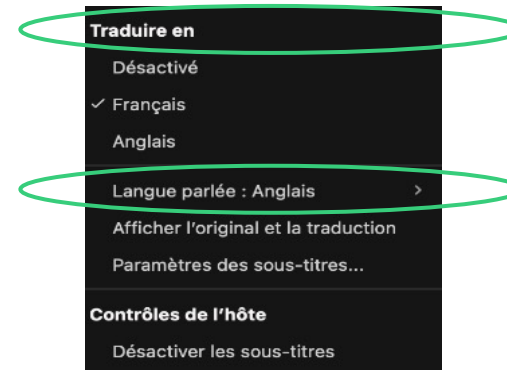 Traduire en
Désactivé
✓ Français
Anglais
Langue parlée : Anglais >
Afficher l'original et la traduction
Paramètres des sous-titres...
Contrôles de l'hôte
Désactiver les sous-titres